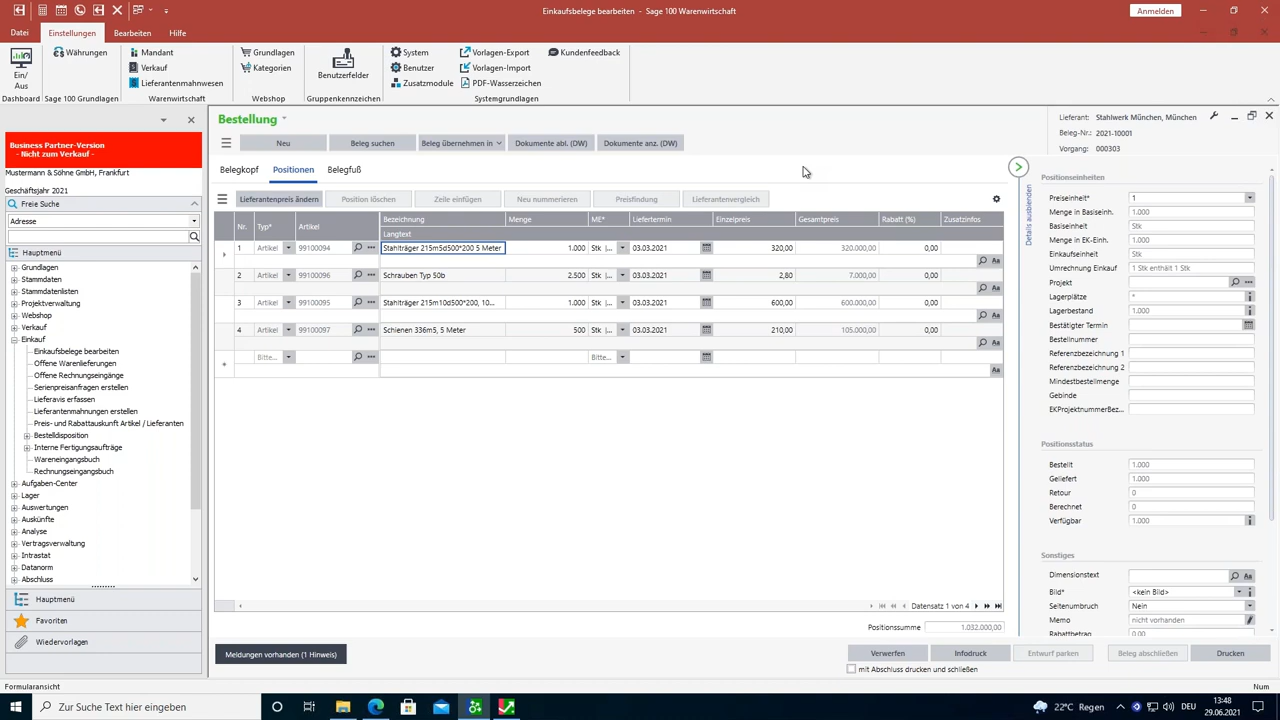 Einkaufsbelege bearbeiten - Sage 100 Warenwirtschaft
Anmelden
Datei Einstellungen Bearbeiten Hilfe
Ein/
Aus
Dashboard
Währungen
Sage 100 Grundlagen
Mandant
Verkauf
Lieferantenmahnwesen
Warenwirtschaft
Grundlagen
Kategorien
Webshop
Benutzerfelder
Gruppenkennzeichen
System
Benutzer
Zusatzmodule
Vorlagen-Export
Vorlagen-Import
PDF-Wasserzeichen
Kundenfeedback
Systemgrundlagen
Business Partner-Version
- Nicht zum Verkauf -
Mustermann & Söhne GmbH, Frankfurt
Geschäftsjahr 2021
Freie Suche
Adresse
Hauptmenü
Grundlagen
Stammdaten
Stammdatenlisten
Projektverwaltung
Webshop
Verkauf
Einkauf
Einkaufsbelege bearbeiten
Offene Warenlieferungen
Offene Rechnungseingänge
Serienpreisanfragen erstellen
Lieferavis erfassen
Lieferantenmahnungen erstellen
Preis- und Rabattauskunft Artikel / Lieferanten
Bestelldisposition
Interne Fertigungsaufträge
Wareneingangsbuch
Rechnungseingangsbuch
Aufgaben-Center
Lager
Auswertungen
Auskünfte
Analyse
Vertragsverwaltung
Intrastat
Datanorm
Abschluss
Hauptmenü
Favoriten
Wiedervorlagen
Bestellung
Neu Beleg suchen Beleg übernehmen in Dokumente abl. (DW) Dokumente anz. (DW)
Belegkopf Positionen Belegfuß
Lieferantenpreis ändern Position löschen Zeile einfügen Neu nummerieren Preisfindung Lieferantenvergleich
Nr. Typ* Artikel Bezeichnung Menge ME* Liefertermin Einzelpreis Gesamtpreis Rabatt (%) Zusatzinfos
Langtext
1 Artikel 99100094 Stahlträger 215m5d500*200 5 Meter 1.000 Stk 03.03.2021 320,00 320.000,00 0,00
Aa
2 Artikel 99100096 Schrauben Typ 50b 2.500 Stk 03.03.2021 2,80 7.000,00 0,00
Aa
3 Artikel 99100095 Stahlträger 215m10d500*200, 10... 1.000 Stk 03.03.2021 600,00 600.000,00 0,00
Aa
4 Artikel 99100097 Schienen 336m5, 5 Meter 500 Stk 03.03.2021 210,00 105.000,00 0,00
Aa
Bitte... Bitte...
Aa
Datensatz 1 von 4
Positionssumme 1.032.000,00
Meldungen vorhanden (1 Hinweis)
Verwerfen Infodruck Entwurf parken Beleg abschließen Drucken
mit Abschluss drucken und schließen
Lieferant: Stahlwerk München, München
Beleg-Nr.: 2021-10001
Vorgang: 000303
Details ausblenden
Positionseinheiten
Preiseinheit* 1
Menge in Basiseinh. 1.000
Basiseinheit Stk
Menge in EK-Einh. 1.000
Einkaufseinheit Stk
Umrechnung Einkauf 1 Stk enthält 1 Stk
Projekt
Lagerplätze *
Lagerbestand 1.000
Bestätigter Termin
Bestellnummer
Referenzbezeichnung 1
Referenzbezeichnung 2
Mindestbestellmenge
Gebinde
EKProjektnummerBez...
Positionsstatus
Bestellt 1.000
Geliefert 1.000
Retour 0
Berechnet 0
Verfügbar 1.000
Sonstiges
Dimensionstext Aa
Bild* <kein Bild>
Seitenumbruch Nein
Memo nicht vorhanden
Rabattbetrag 0.00
Formularansicht Num
Zur Suche Text hier eingeben
22°C Regen DEU
13:48
29.06.2021